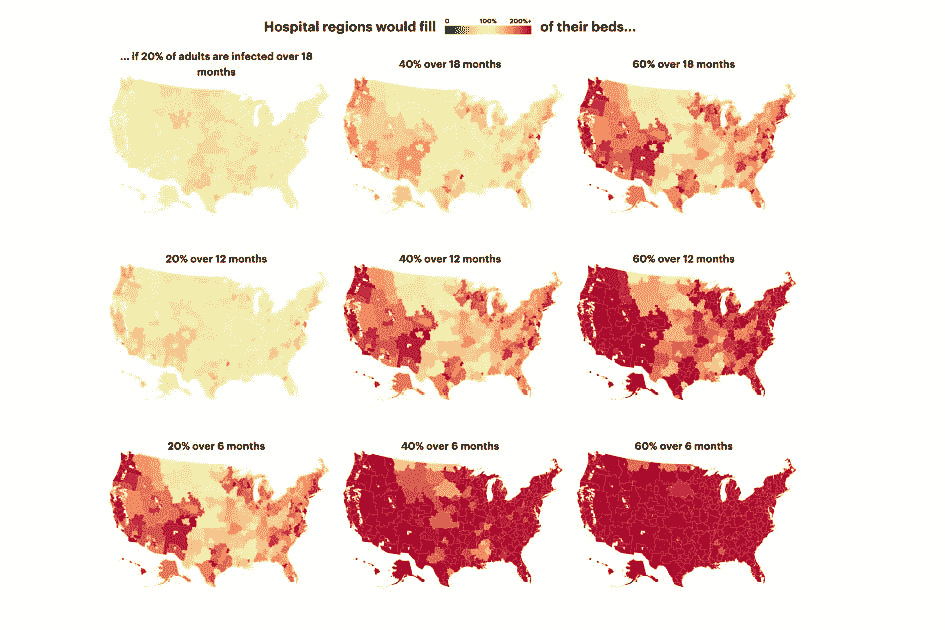 Hospital regions would fill 0 100% 200%+ of their beds...
... if 20% of adults are infected over 18
months
40% over 18 months
60% over 18 months
20% over 12 months
40% over 12 months
60% over 12 months
20% over 6 months
40% over 6 months
60% over 6 months